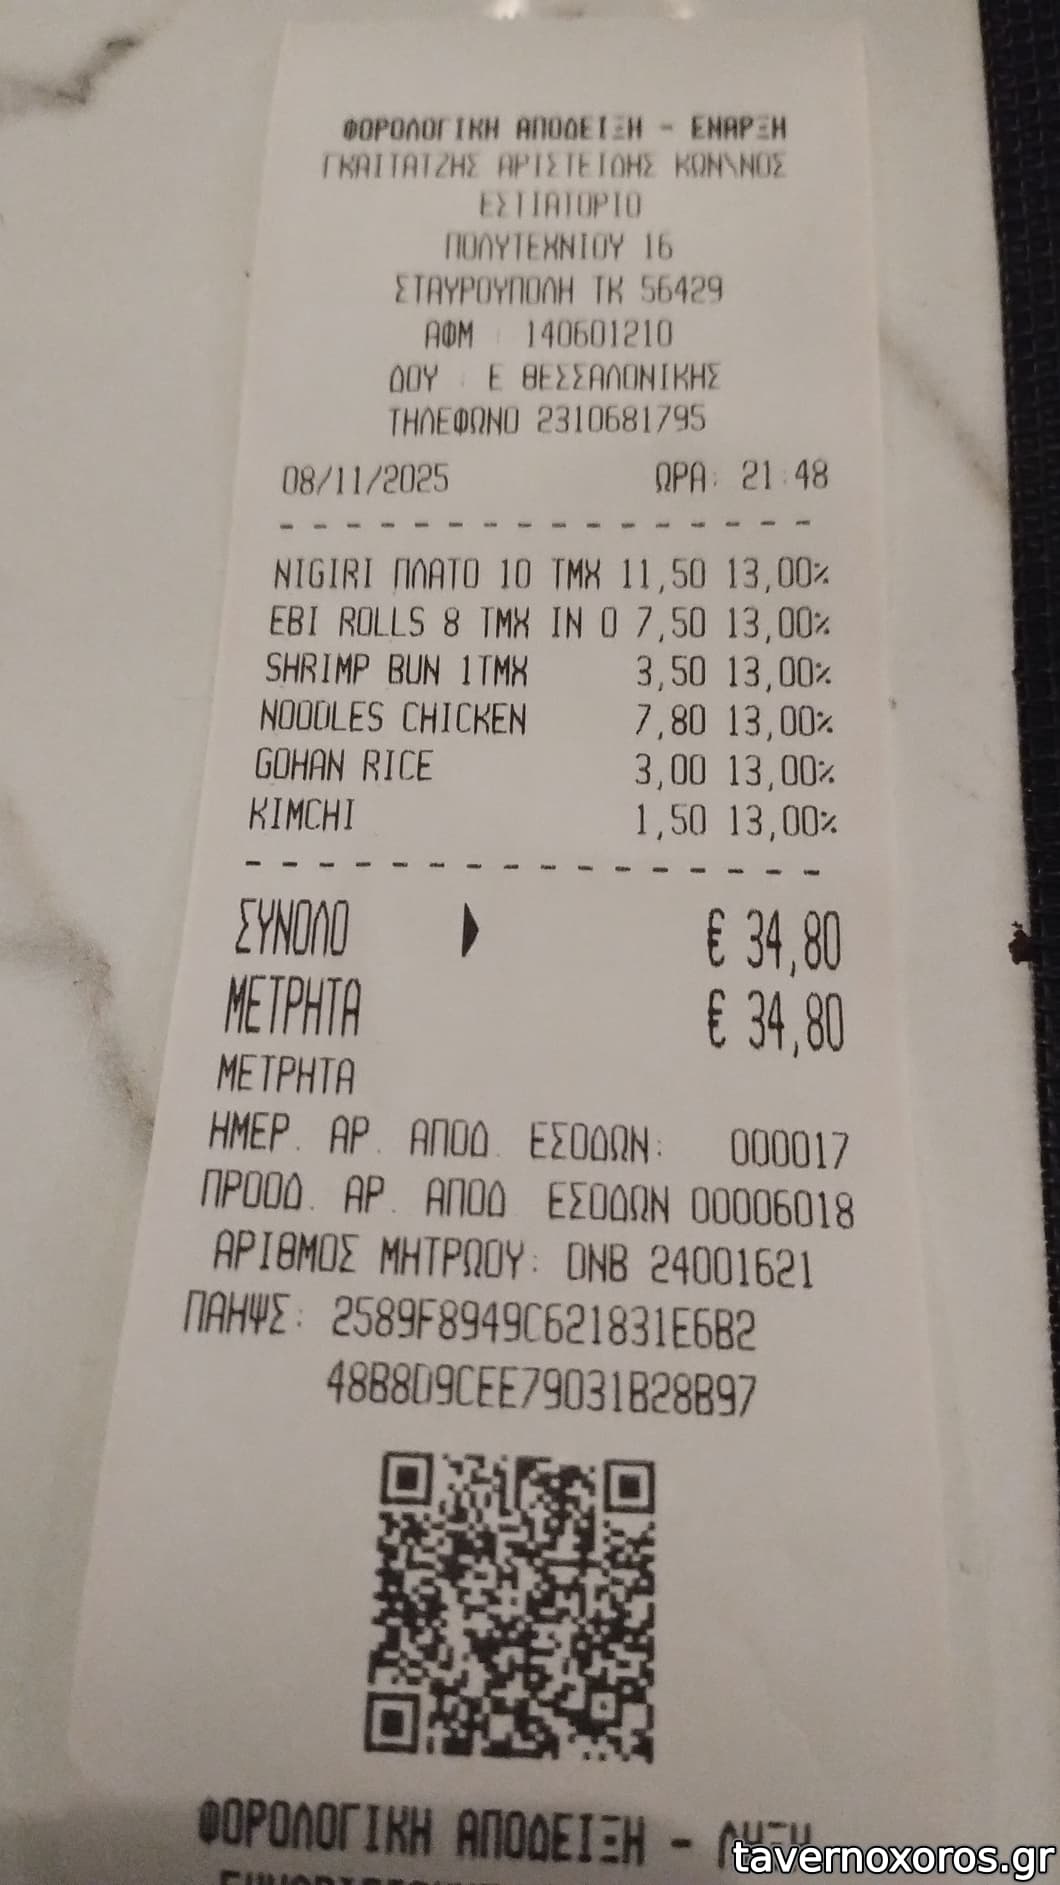 ΦΟΡΟΛΟΓΙΚΗ ΑΠΟΔΕΙΞΗ - ΕΝΑΡΞΗ
ΓΚΑΙΤΑΤΖΗΣ ΑΡΙΣΤΕΙΔΗΣ ΚΩΝ\ΝΟΣ
ΕΣΤΙΑΤΟΡΙΟ
ΠΟΛΥΤΕΧΝΙΟΥ 16
ΣΤΑΥΡΟΥΠΟΛΗ ΤΚ 56429
ΑΦΜ : 140601210
ΔΟΥ : Ε ΘΕΣΣΑΛΟΝΙΚΗΣ
ΤΗΛΕΦΩΝΟ 2310681795
08/11/2025 ΩΡΑ: 21:48
- - - - - - - - - - - - - - - -
NIGIRI ΠΛΑΤΟ 10 ΤΜΧ 11,50 13,00%
EBI ROLLS 8 ΤΜΧ IN O 7,50 13,00%
SHRIMP BUN 1ΤΜΧ 3,50 13,00%
NOODLES CHICKEN 7,80 13,00%
GOHAN RICE 3,00 13,00%
KIMCHI 1,50 13,00%
- - - - - - - - - - - - - - - -
ΣΥΝΟΛΟ € 34,80
ΜΕΤΡΗΤΑ € 34,80
ΜΕΤΡΗΤΑ
ΗΜΕΡ. ΑΡ. ΑΠΟΔ. ΕΣΟΔΩΝ: 000017
ΠΡΟΟΔ. ΑΡ. ΑΠΟΔ ΕΣΟΔΩΝ 00006018
ΑΡΙΘΜΟΣ ΜΗΤΡΩΟΥ: DNB 24001621
ΠΑΗΨΣ: 2589F8949C621831E6B2
48B8D9CEE79031B28B97
ΦΟΡΟΛΟΓΙΚΗ ΑΠΟΔΕΙΞΗ - ΛΗΞΗ
tavernoxoros.gr